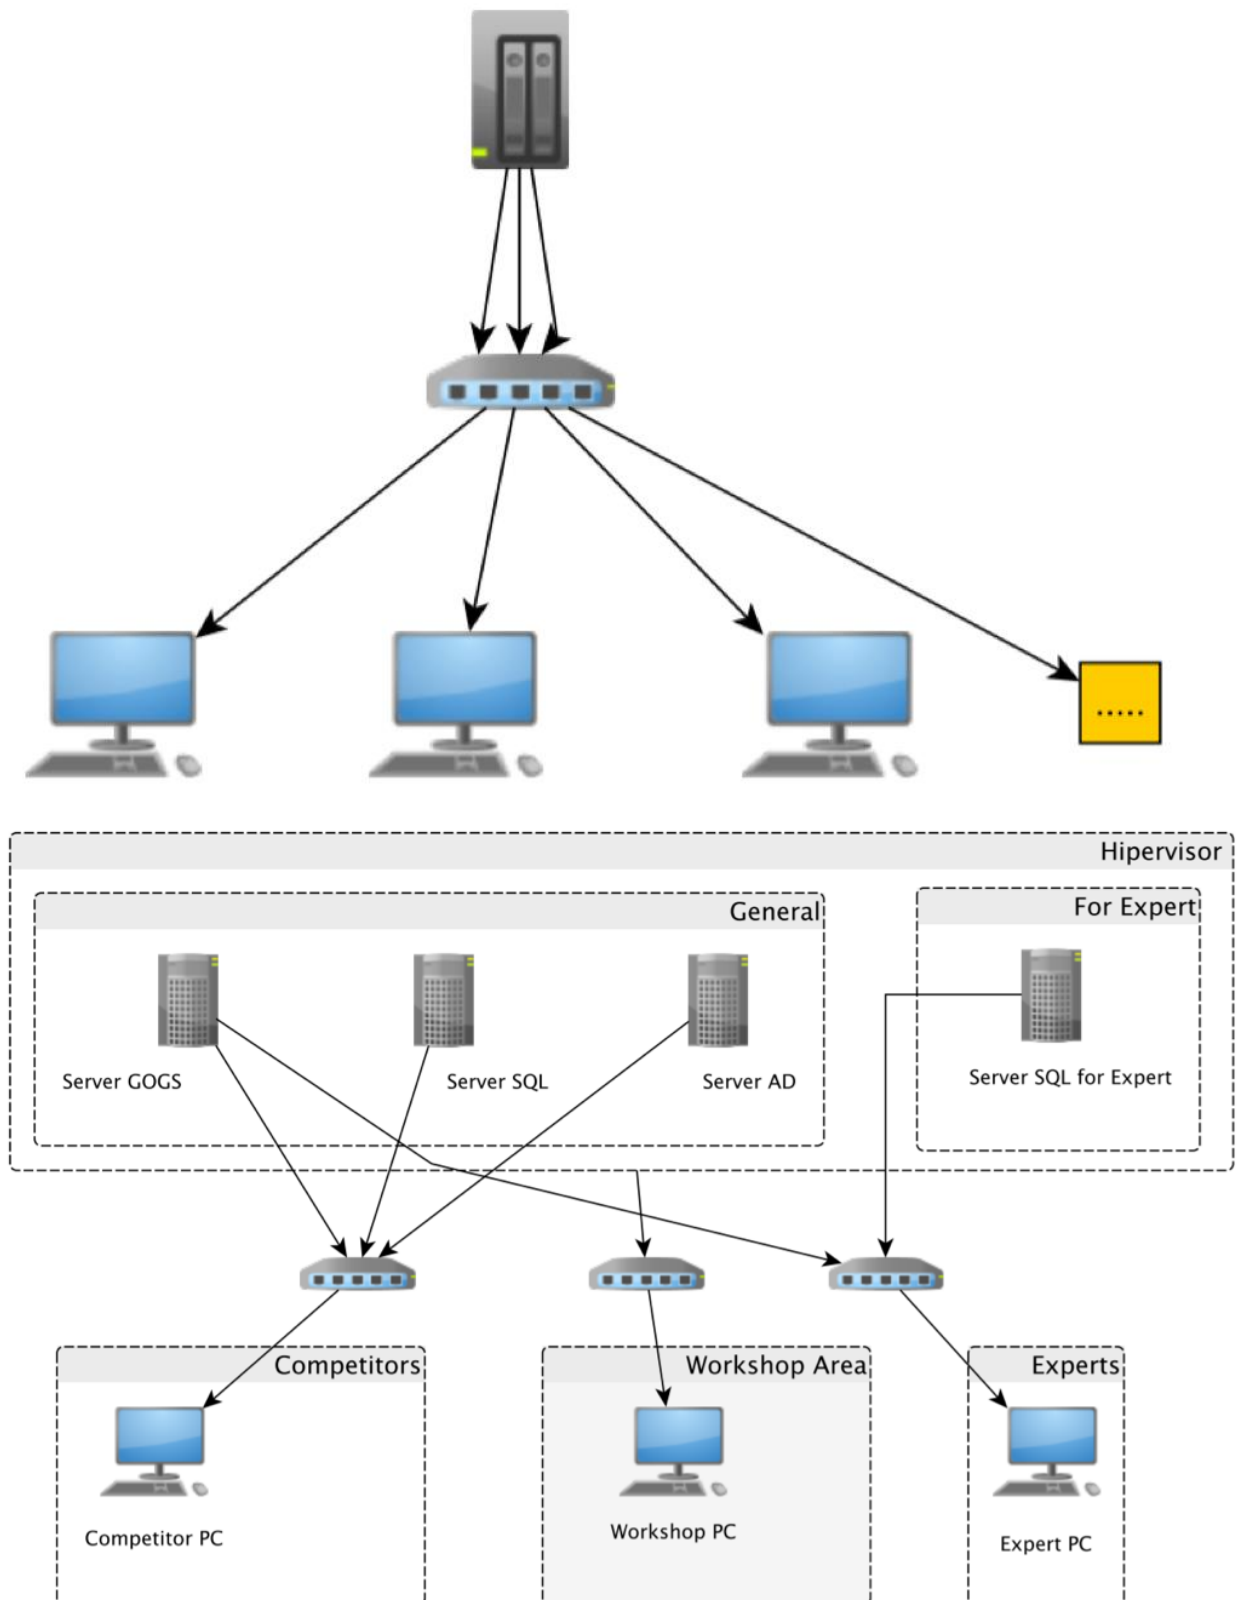 .....
Hipervisor
General
For Expert
Server GOGS
Server SQL
Server AD
Server SQL for Expert
Competitors
Workshop Area
Experts
Competitor PC
Workshop PC
Expert PC